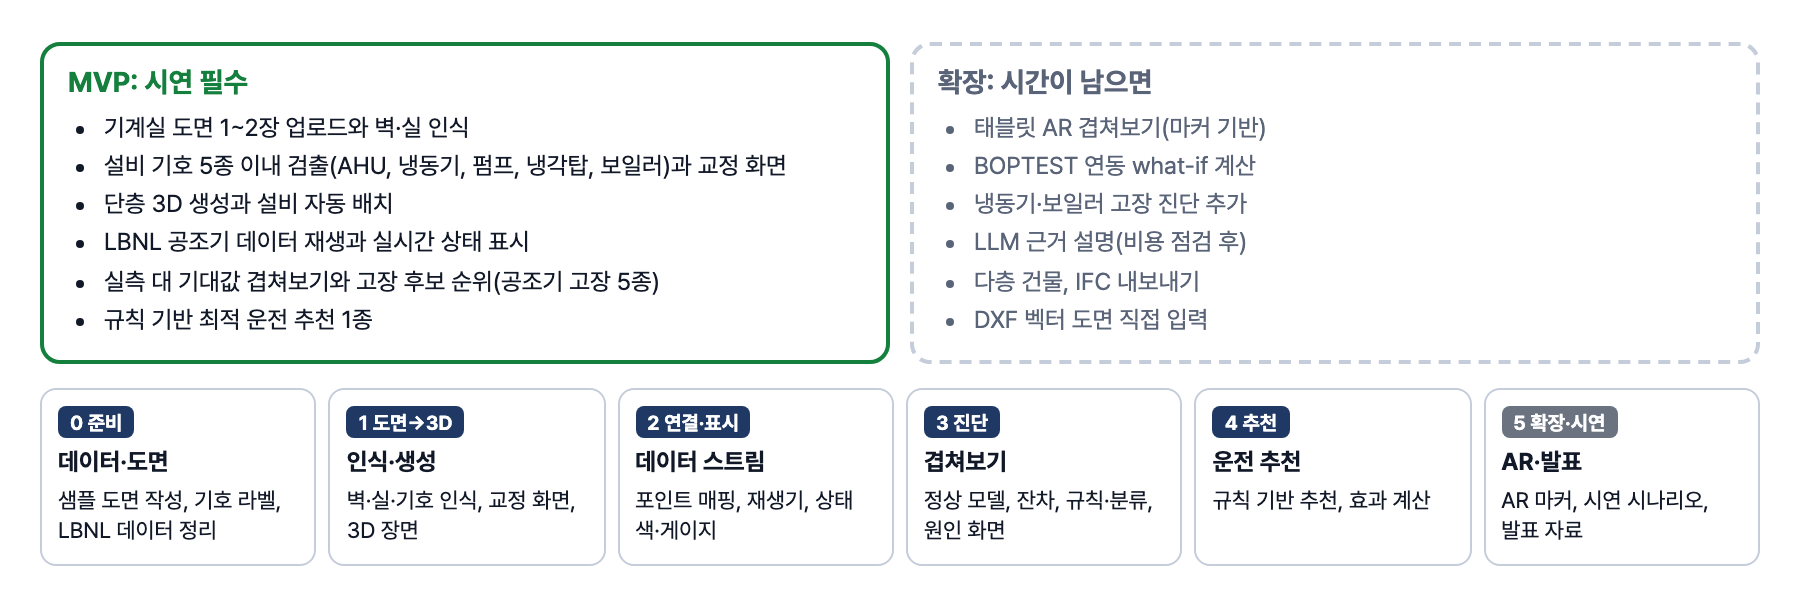 MVP: 시연 필수
• 기계실 도면 1~2장 업로드와 벽·실 인식
• 설비 기호 5종 이내 검출(AHU, 냉동기, 펌프, 냉각탑, 보일러)과 교정 화면
• 단층 3D 생성과 설비 자동 배치
• LBNL 공조기 데이터 재생과 실시간 상태 표시
• 실측 대 기대값 겹쳐보기와 고장 후보 순위(공조기 고장 5종)
• 규칙 기반 최적 운전 추천 1종
확장: 시간이 남으면
• 태블릿 AR 겹쳐보기(마커 기반)
• BOPTEST 연동 what-if 계산
• 냉동기·보일러 고장 진단 추가
• LLM 근거 설명(비용 점검 후)
• 다층 건물, IFC 내보내기
• DXF 벡터 도면 직접 입력
0 준비
데이터·도면
샘플 도면 작성, 기호 라벨,
LBNL 데이터 정리
1 도면→3D
인식·생성
벽·실·기호 인식, 교정 화면,
3D 장면
2 연결·표시
데이터 스트림
포인트 매핑, 재생기, 상태
색·게이지
3 진단
겹쳐보기
정상 모델, 잔차, 규칙·분류,
원인 화면
4 추천
운전 추천
규칙 기반 추천, 효과 계산
5 확장·시연
AR·발표
AR 마커, 시연 시나리오,
발표 자료